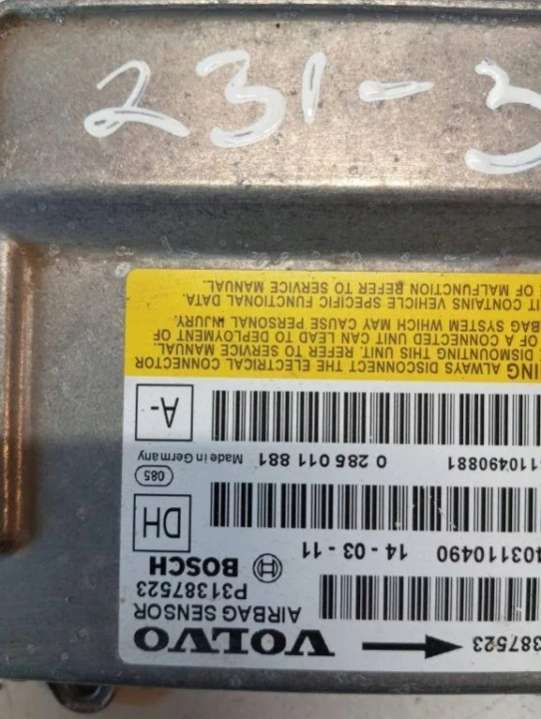 231-3
VOLVO
387523
AIRBAG SENSOR
P31387523
BOSCH
14-03-11
403110490
DH
085
Made in Germany
0 285 011 881
1110490881
A-
ING ALWAYS DISCONNECT THE ELECTRICAL CONNECTOR
DISMOUNTING THIS UNIT. REFER TO SERVICE MANUAL.
OF A CONNECTED UNIT CAN LEAD TO DEPLOYMENT OF
BAG SYSTEM WHICH MAY CAUSE PERSONAL INJURY.
IT CONTAINS VEHICLE SPECIFIC FUNCTIONAL DATA.
OF MALFUNCTION REFER TO SERVICE MANUAL.